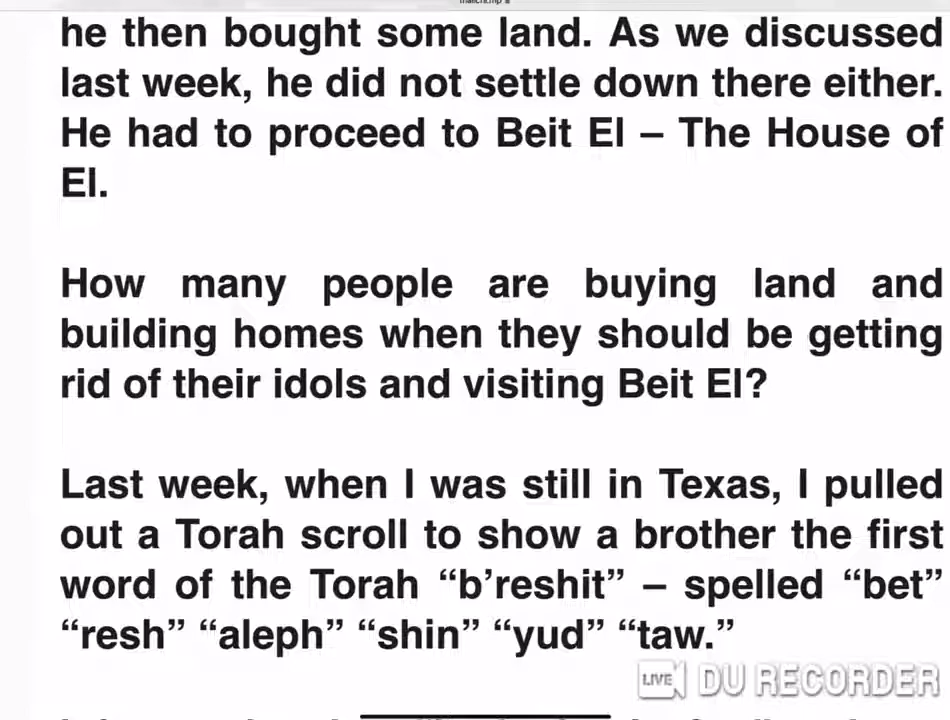 he then bought some land. As we discussed
last week, he did not settle down there either.
He had to proceed to Beit El – The House of
El.
How many people are buying land and
building homes when they should be getting
rid of their idols and visiting Beit El?
Last week, when I was still in Texas, I pulled
out a Torah scroll to show a brother the first
word of the Torah “b’reshit” – spelled “bet”
“resh” “aleph” “shin” “yud” “taw.”
LIVE DU RECORDER